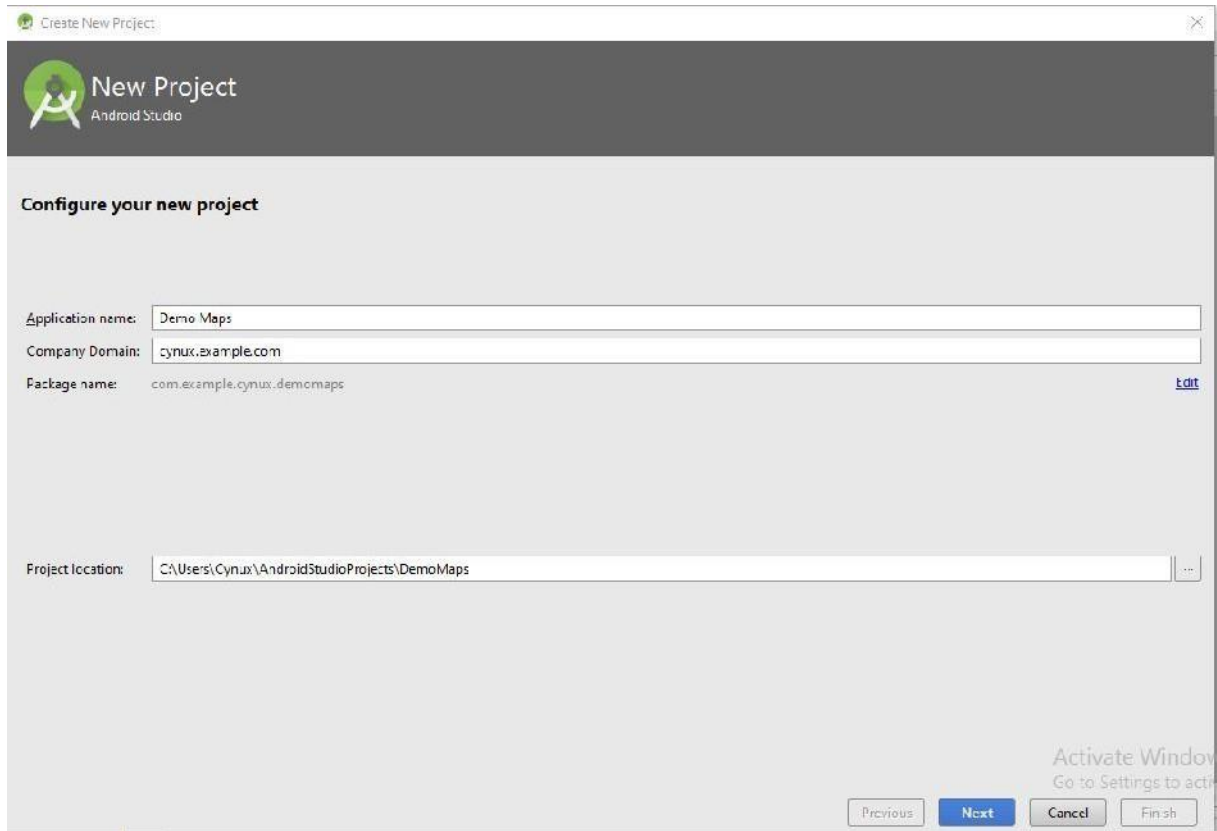 Create New Project
New Project
Android Studio
Configure your new project
Application name: Demo Maps
Company Domain: cynux.example.com
Package name: com.example.cynux.demomaps Edit
Project location: C:\Users\Cynux\AndroidStudioProjects\DemoMaps ...
Activate Window
Go to Settings to acti
Previous Next Cancel Finish